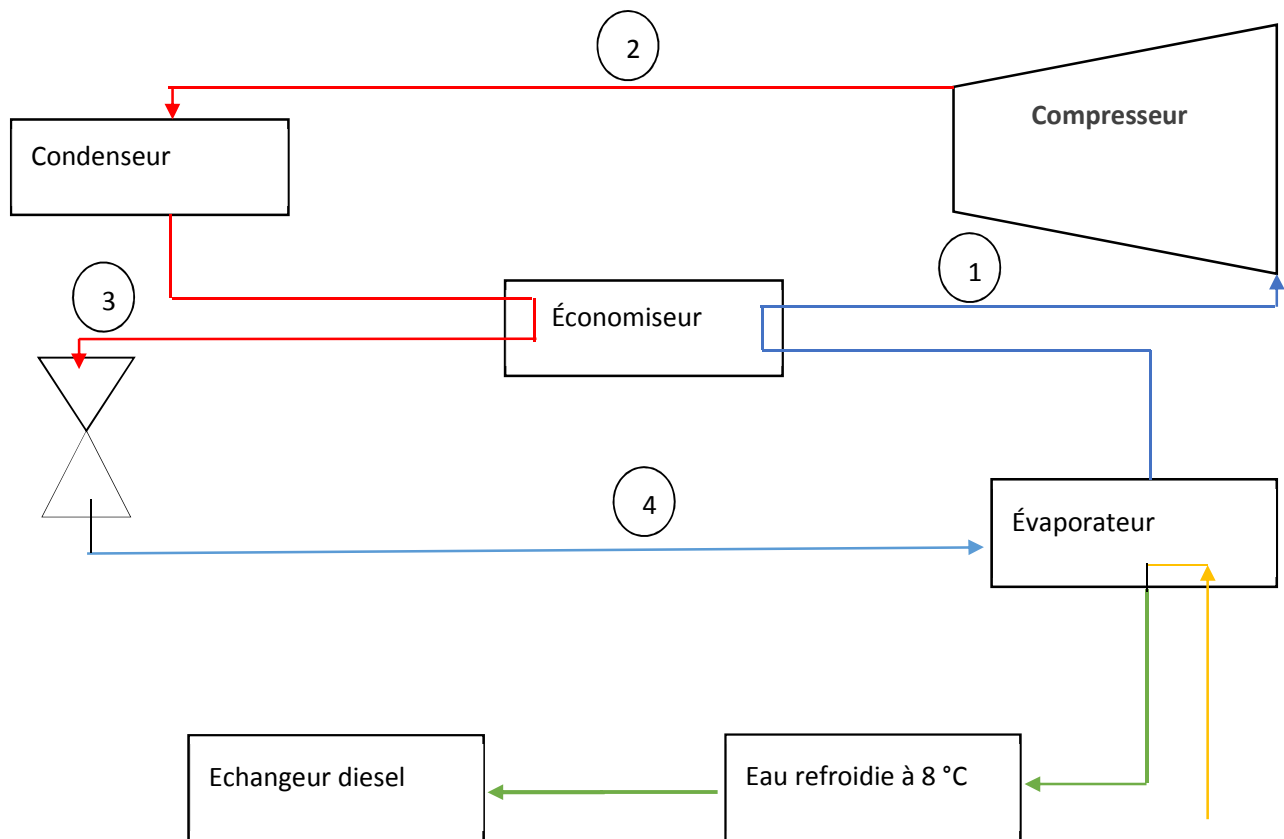 2
Compresseur
Condenseur
1
3
Économiseur
4
Évaporateur
Echangeur diesel
Eau refroidie à 8 °C